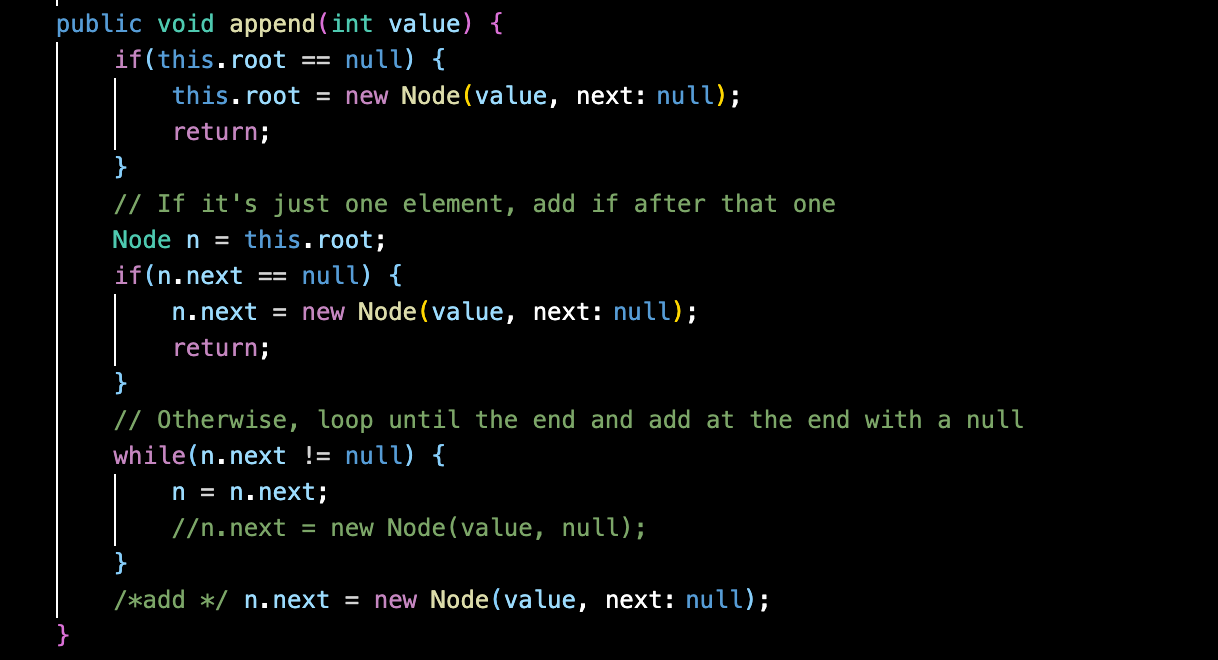 public void append(int value) {
if(this.root == null) {
this.root = new Node(value, next: null);
return;
}
// If it's just one element, add if after that one
Node n = this.root;
if(n.next == null) {
n.next = new Node(value, next: null);
return;
}
// Otherwise, loop until the end and add at the end with a null
while(n.next != null) {
n = n.next;
//n.next = new Node(value, null);
}
/*add */ n.next = new Node(value, next: null);
}